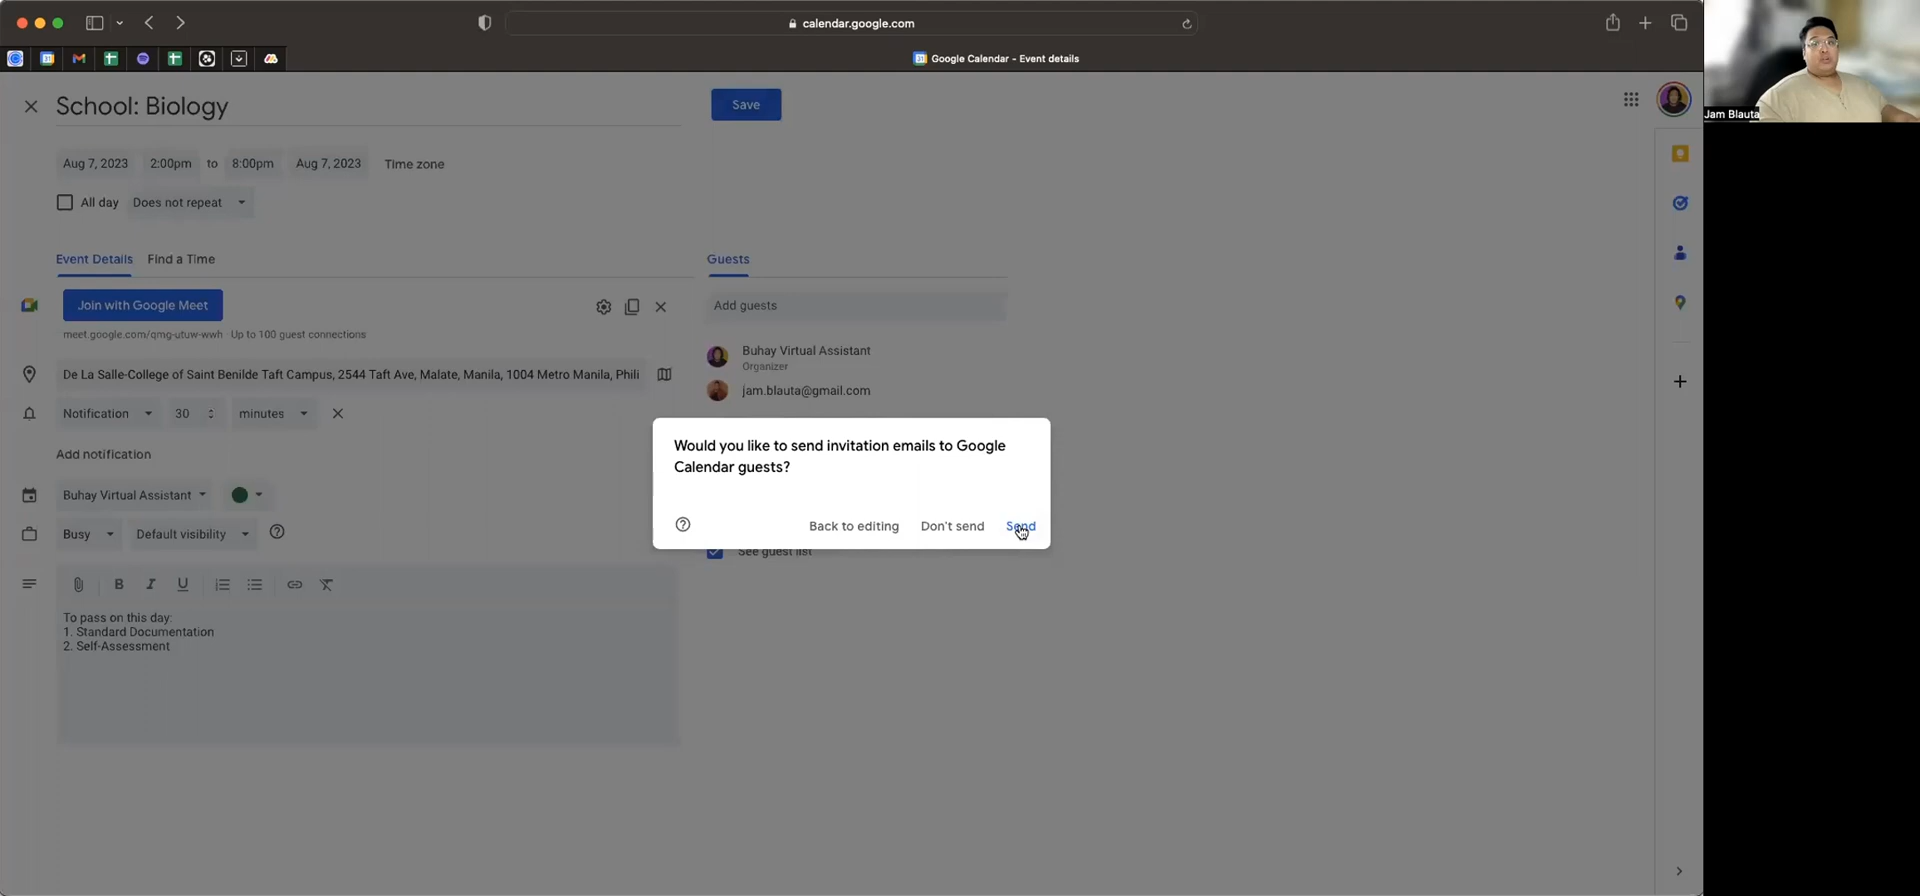 calendar.google.com
Google Calendar - Event details
School: Biology
Save
Jam Blauta
Aug 7, 2023 2:00pm to 8:00pm Aug 7, 2023 Time zone
All day Does not repeat
Event Details Find a Time
Guests
Join with Google Meet
Add guests
meet.google.com/qmg-utuw-wwh Up to 100 guest connections
Buhay Virtual Assistant
Organizer
De La Salle-College of Saint Benilde Taft Campus, 2544 Taft Ave, Malate, Manila, 1004 Metro Manila, Phili
jam.blauta@gmail.com
Notification 30 minutes
Would you like to send invitation emails to Google
Calendar guests?
Add notification
Buhay Virtual Assistant
Back to editing Don't send Send
Busy Default visibility
See guest list
B I U
To pass on this day:
1. Standard Documentation
2. Self-Assessment